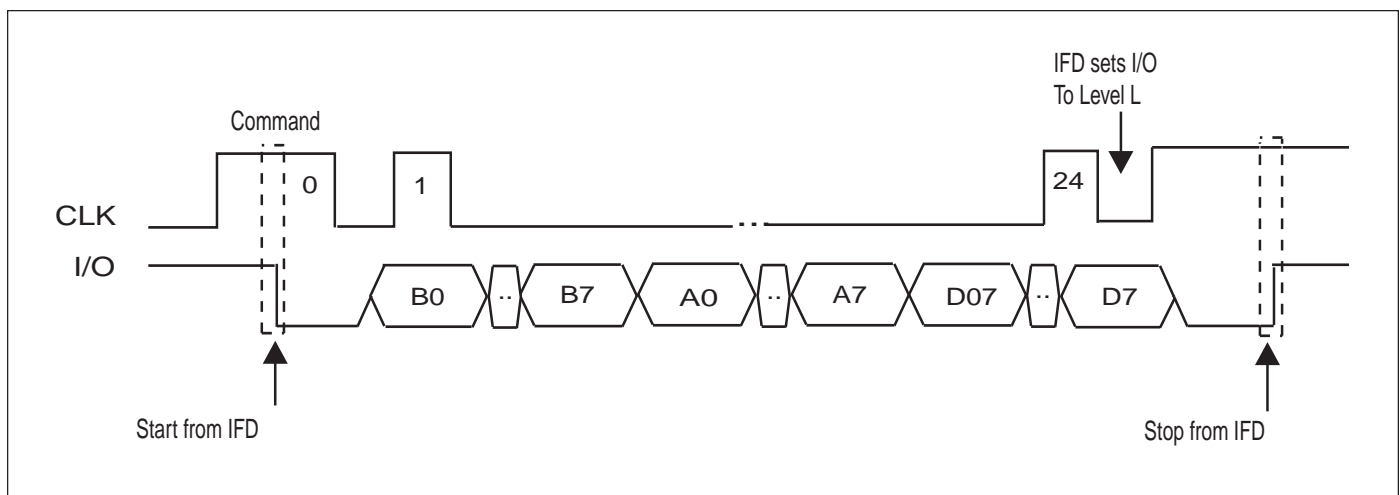 IFD sets I/O
To Level L
Command
0
1
24
CLK
...
I/O
B0
..
B7
A0
..
A7
D07
..
D7
Start from IFD
Stop from IFD